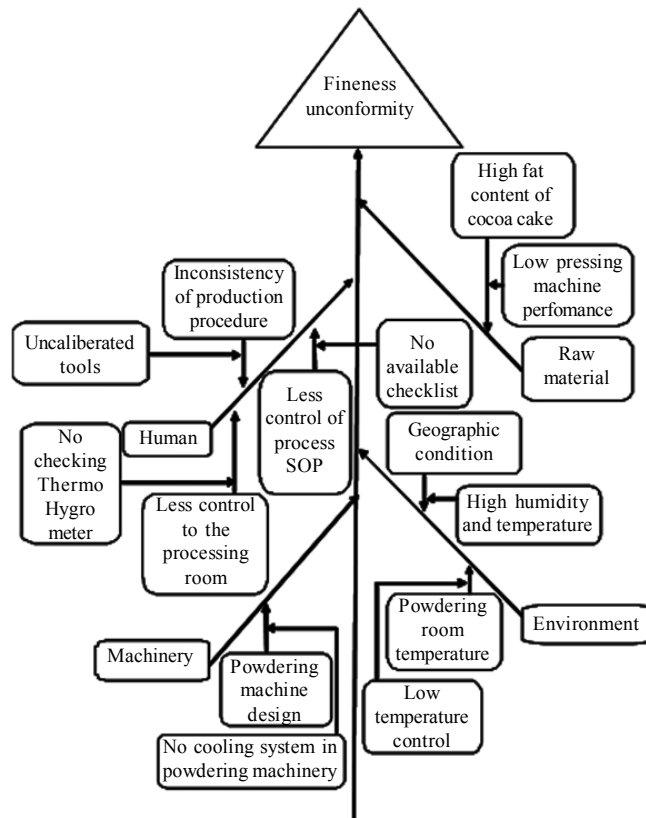 Fineness
unconformity
High fat
content of
cocoa cake
Inconsistency
of production
procedure
Low pressing
machine
perfomance
Uncaliberated
tools
No
available
checklist
Raw
material
Less
control of
process
SOP
Human
Geographic
condition
No
checking
Thermo
Hygro
meter
Less control
to the
processing
room
High humidity
and temperature
Powdering
room
temperature
Environment
Machinery
Powdering
machine
design
Low
temperature
control
No cooling system in
powdering machinery